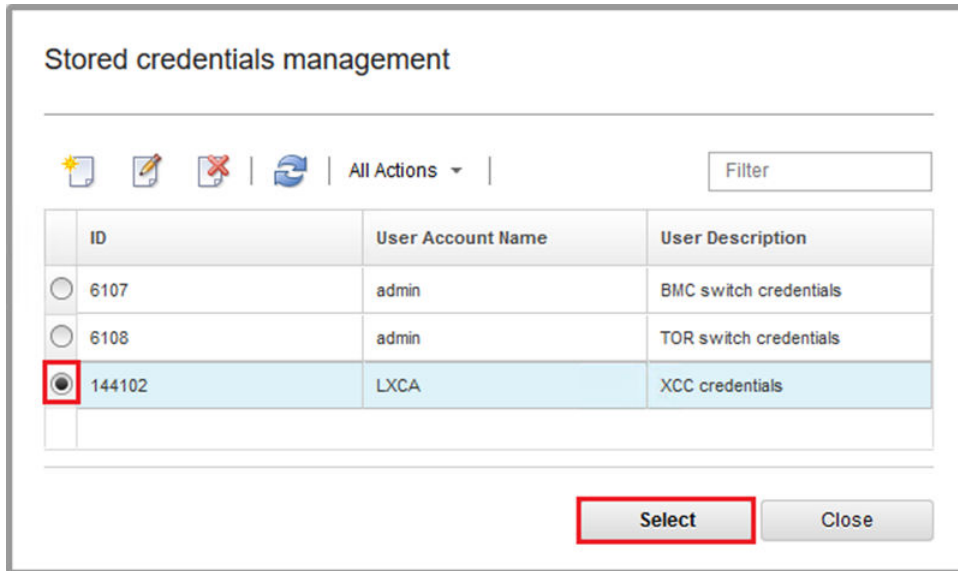 Stored credentials management
All Actions
Filter
ID User Account Name User Description
6107 admin BMC switch credentials
6108 admin TOR switch credentials
144102 LXCA XCC credentials
Select Close